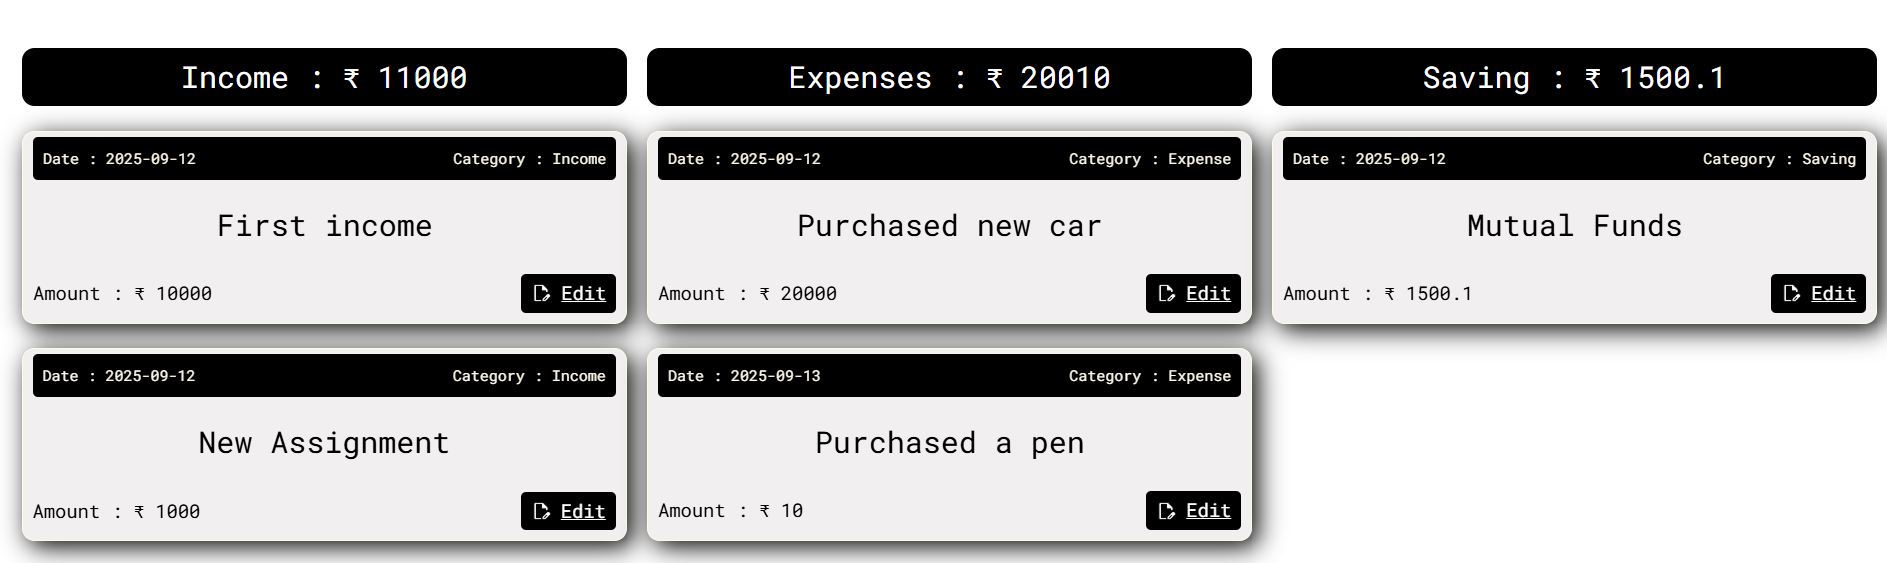 Income : ₹ 11000
Date : 2025-09-12 Category : Income
First income
Amount : ₹ 10000 Edit
Date : 2025-09-12 Category : Income
New Assignment
Amount : ₹ 1000 Edit
Expenses : ₹ 20010
Date : 2025-09-12 Category : Expense
Purchased new car
Amount : ₹ 20000 Edit
Date : 2025-09-13 Category : Expense
Purchased a pen
Amount : ₹ 10 Edit
Saving : ₹ 1500.1
Date : 2025-09-12 Category : Saving
Mutual Funds
Amount : ₹ 1500.1 Edit